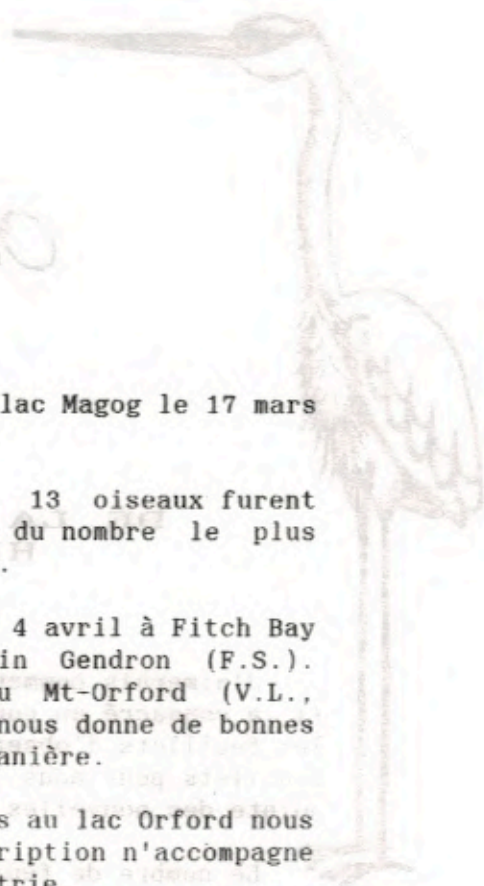 lac Magog le 17 mars
13 oiseaux furent
du nombre le plus
.
4 avril à Fitch Bay
in Gendron (F.S.).
u Mt-Orford (V.L.,
nous donne de bonnes
anière.
s au lac Orford nous
ription n'accompagne
trie.